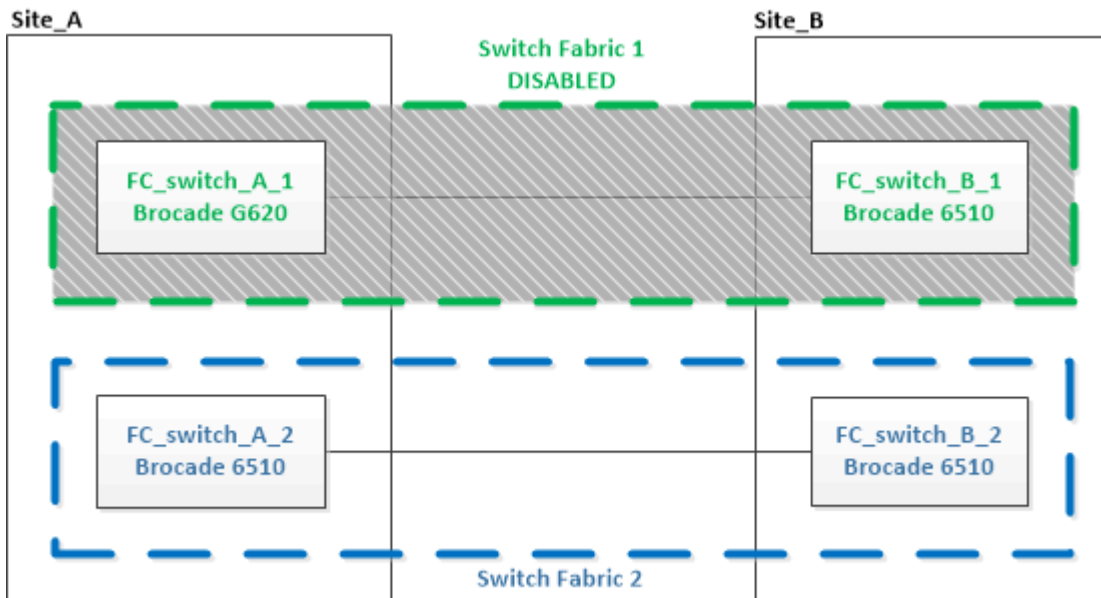 Site_A
Site_B
Switch Fabric 1
DISABLED
FC_switch_A_1
Brocade G620
FC_switch_B_1
Brocade 6510
FC_switch_A_2
Brocade 6510
FC_switch_B_2
Brocade 6510
Switch Fabric 2